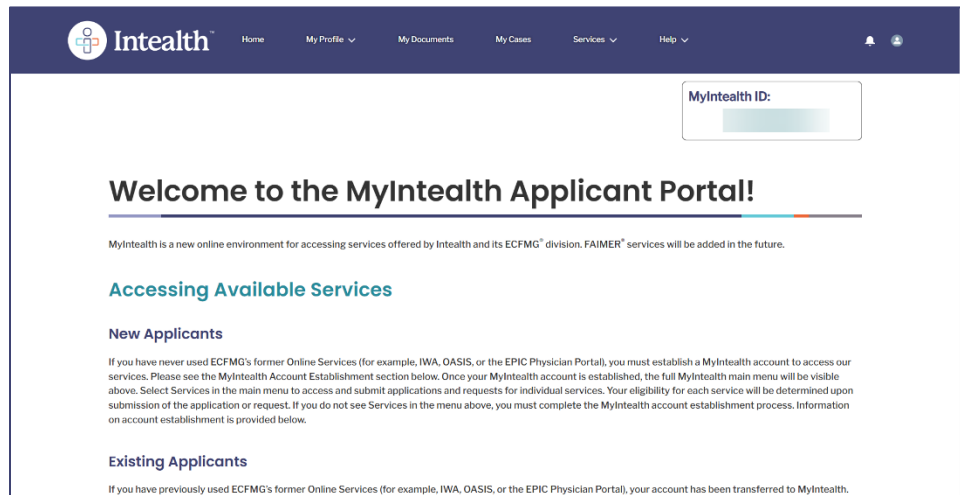 Intealth™ Home My Profile My Documents My Cases Services Help
MyIntealth ID:
Welcome to the MyIntealth Applicant Portal!
MyIntealth is a new online environment for accessing services offered by Intealth and its ECFMG® division. FAIMER® services will be added in the future.
Accessing Available Services
New Applicants
If you have never used ECFMG's former Online Services (for example, IWA, OASIS, or the EPIC Physician Portal), you must establish a MyIntealth account to access our
services. Please see the MyIntealth Account Establishment section below. Once your MyIntealth account is established, the full MyIntealth main menu will be visible
above. Select Services in the main menu to access and submit applications and requests for individual services. Your eligibility for each service will be determined upon
submission of the application or request. If you do not see Services in the menu above, you must complete the MyIntealth account establishment process. Information
on account establishment is provided below.
Existing Applicants
If you have previously used ECFMG's former Online Services (for example, IWA, OASIS, or the EPIC Physician Portal), your account has been transferred to MyIntealth.